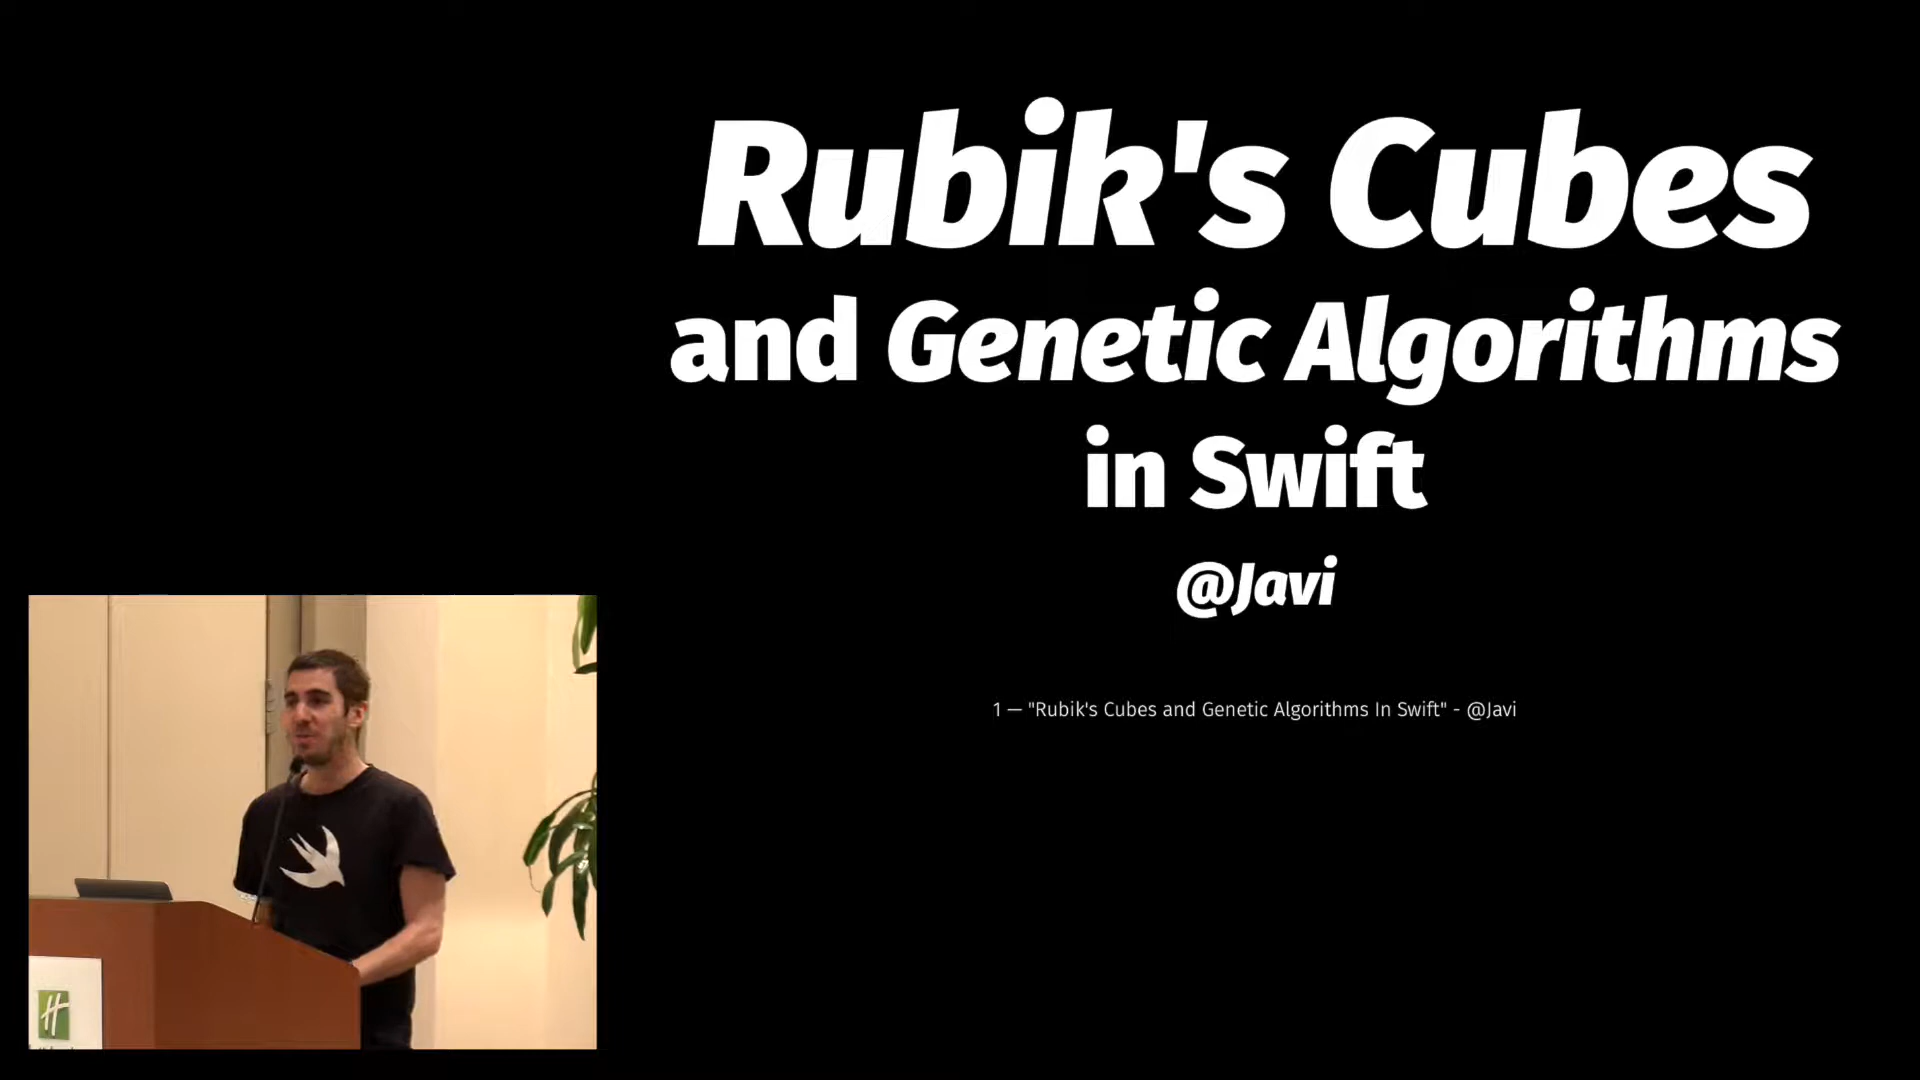 Rubik's Cubes
and Genetic Algorithms
in Swift
@Javi
1 — "Rubik's Cubes and Genetic Algorithms In Swift" - @Javi
H